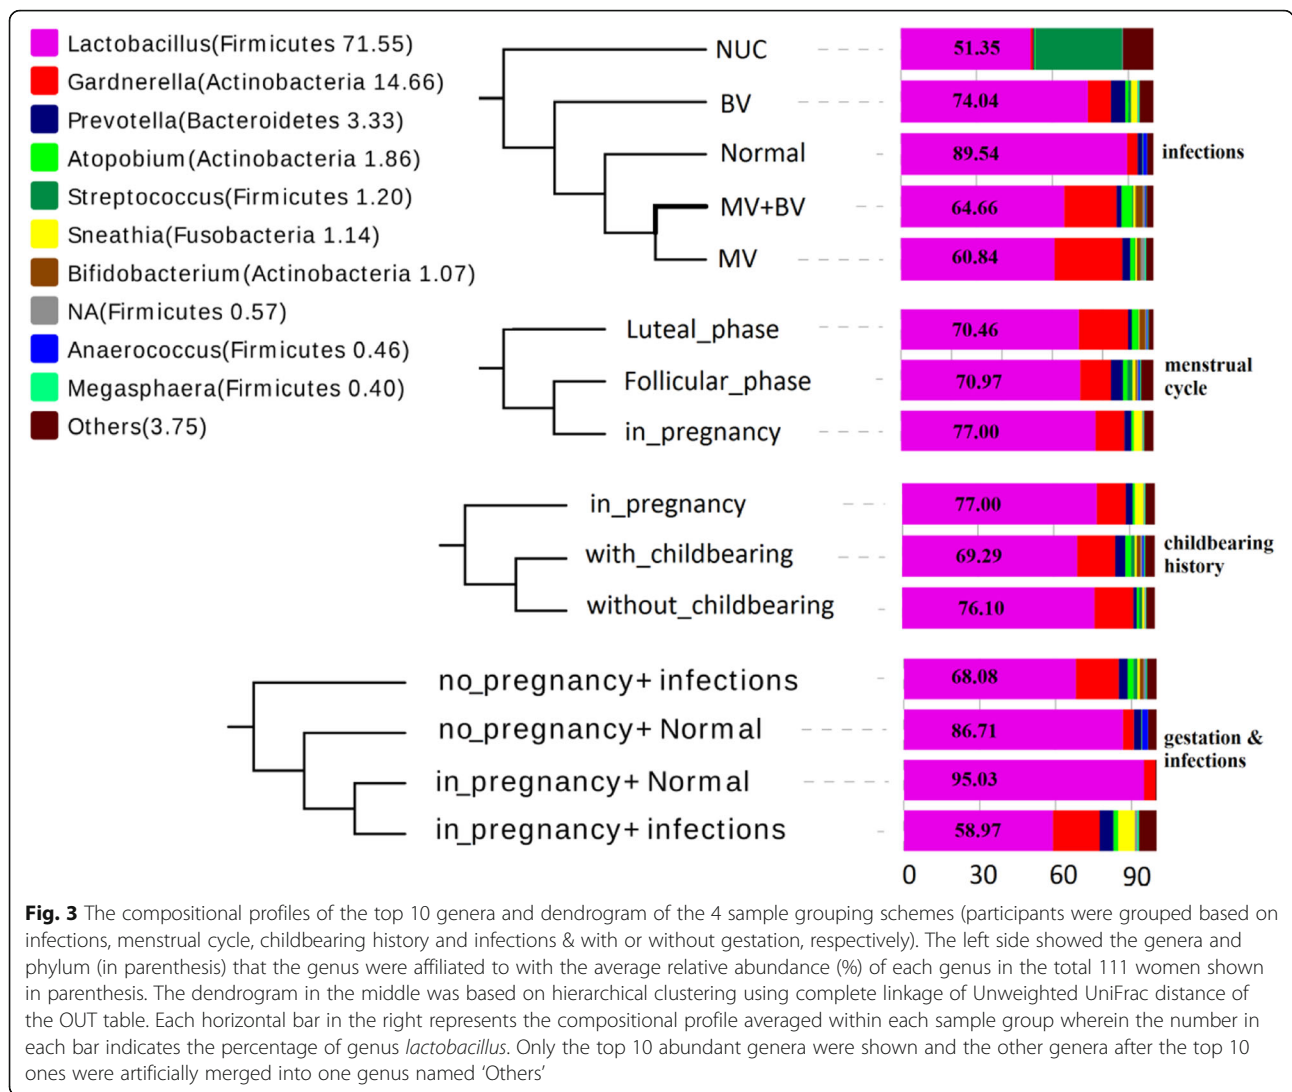 Lactobacillus(Firmicutes 71.55)
Gardnerella(Actinobacteria 14.66)
Prevotella(Bacteroidetes 3.33)
Atopobium(Actinobacteria 1.86)
Streptococcus(Firmicutes 1.20)
Sneathia(Fusobacteria 1.14)
Bifidobacterium(Actinobacteria 1.07)
NA(Firmicutes 0.57)
Anaerococcus(Firmicutes 0.46)
Megasphaera(Firmicutes 0.40)
Others(3.75)
NUC 51.35
BV 74.04
Normal 89.54 infections
MV+BV 64.66
MV 60.84
Luteal_phase 70.46
Follicular_phase 70.97 menstrual
cycle
in_pregnancy 77.00
in_pregnancy 77.00
with_childbearing 69.29 childbearing
history
without_childbearing 76.10
no_pregnancy+ infections 68.08
no_pregnancy+ Normal 86.71 gestation &
infections
in_pregnancy+ Normal 95.03
in_pregnancy+ infections 58.97
0 30 60 90
Fig. 3 The compositional profiles of the top 10 genera and dendrogram of the 4 sample grouping schemes (participants were grouped based on
infections, menstrual cycle, childbearing history and infections & with or without gestation, respectively). The left side showed the genera and
phylum (in parenthesis) that the genus were affiliated to with the average relative abundance (%) of each genus in the total 111 women shown
in parenthesis. The dendrogram in the middle was based on hierarchical clustering using complete linkage of Unweighted UniFrac distance of
the OUT table. Each horizontal bar in the right represents the compositional profile averaged within each sample group wherein the number in
each bar indicates the percentage of genus lactobacillus. Only the top 10 abundant genera were shown and the other genera after the top 10
ones were artificially merged into one genus named ‘Others’